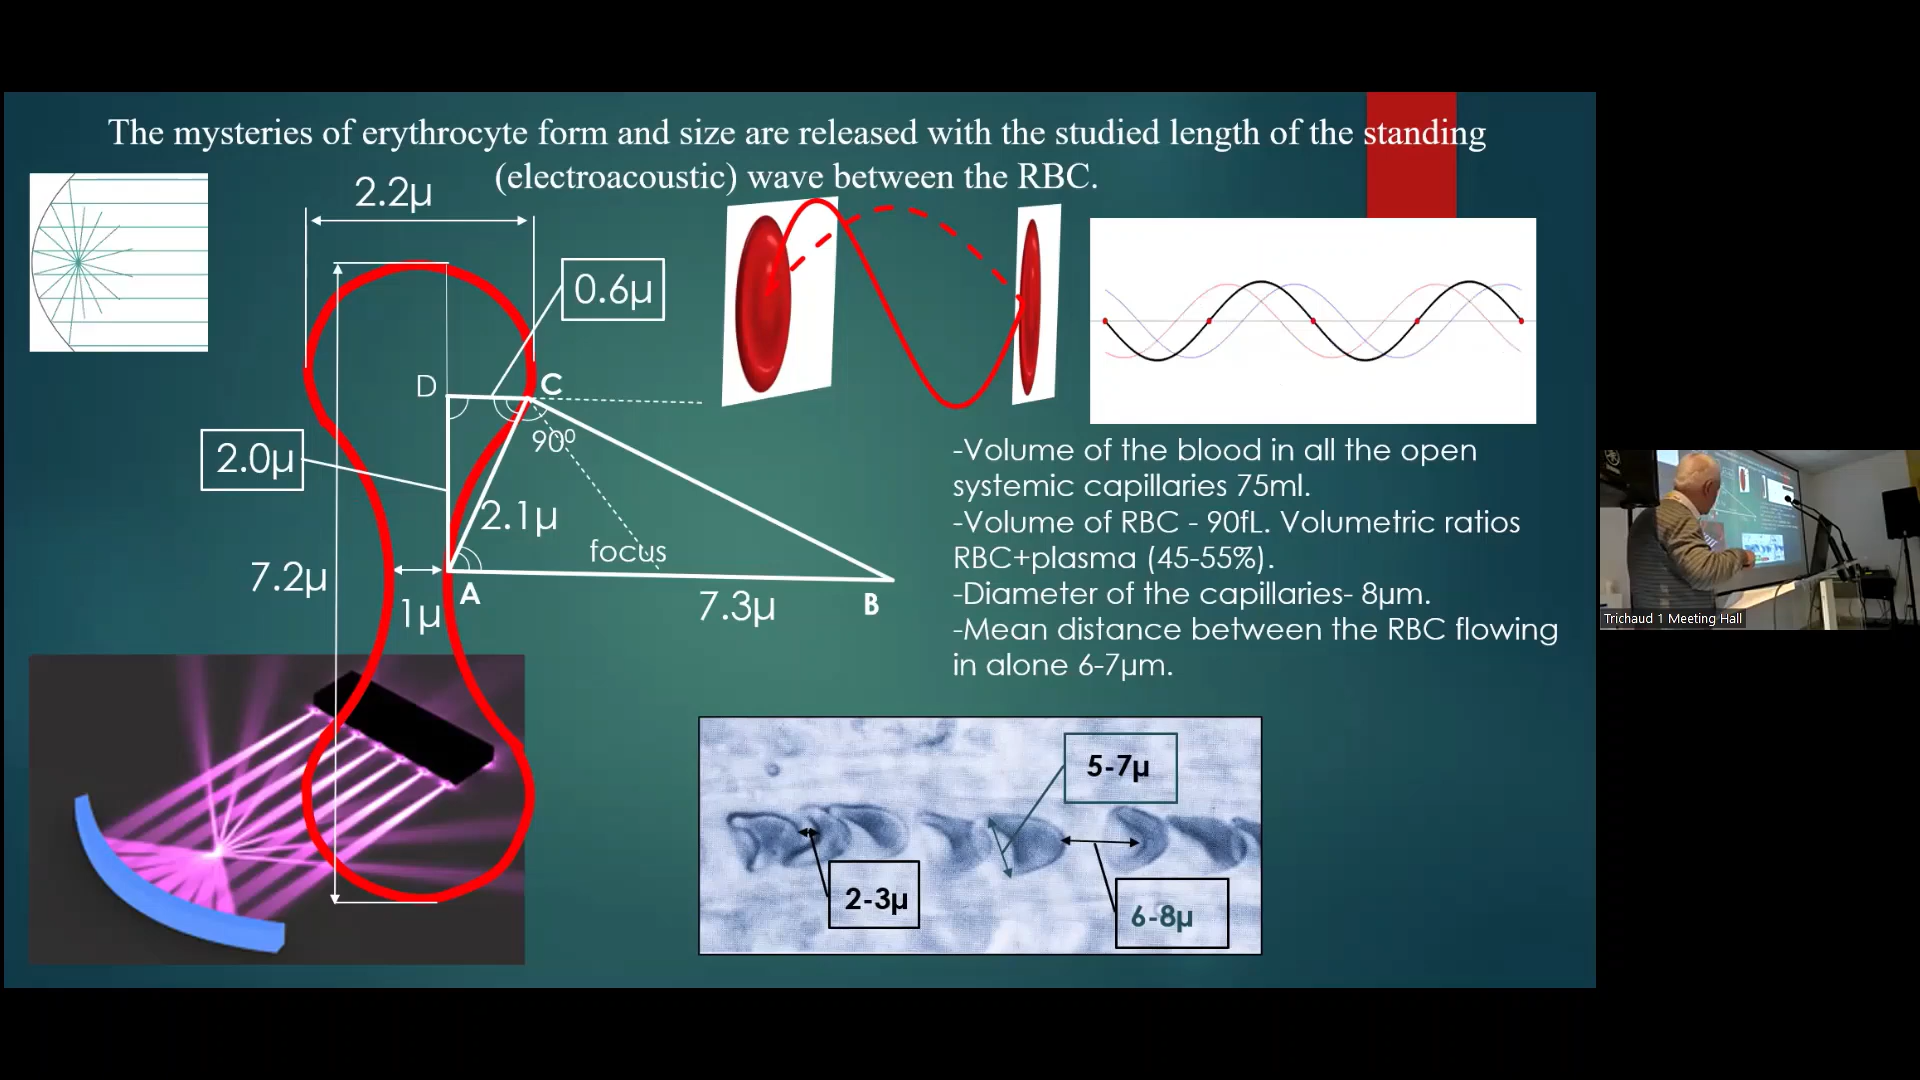 The mysteries of erythrocyte form and size are released with the studied length of the standing
(electroacoustic) wave between the RBC.
2.2µ
0.6µ
D
C
90⁰
2.0µ
2.1µ
focus
7.2µ
1µ
A
7.3µ
B
-Volume of the blood in all the open
systemic capillaries 75ml.
-Volume of RBC - 90fL. Volumetric ratios
RBC+plasma (45-55%).
-Diameter of the capillaries- 8µm.
-Mean distance between the RBC flowing
in alone 6-7µm.
5-7µ
2-3µ
6-8µ
Trichaud 1 Meeting Hall